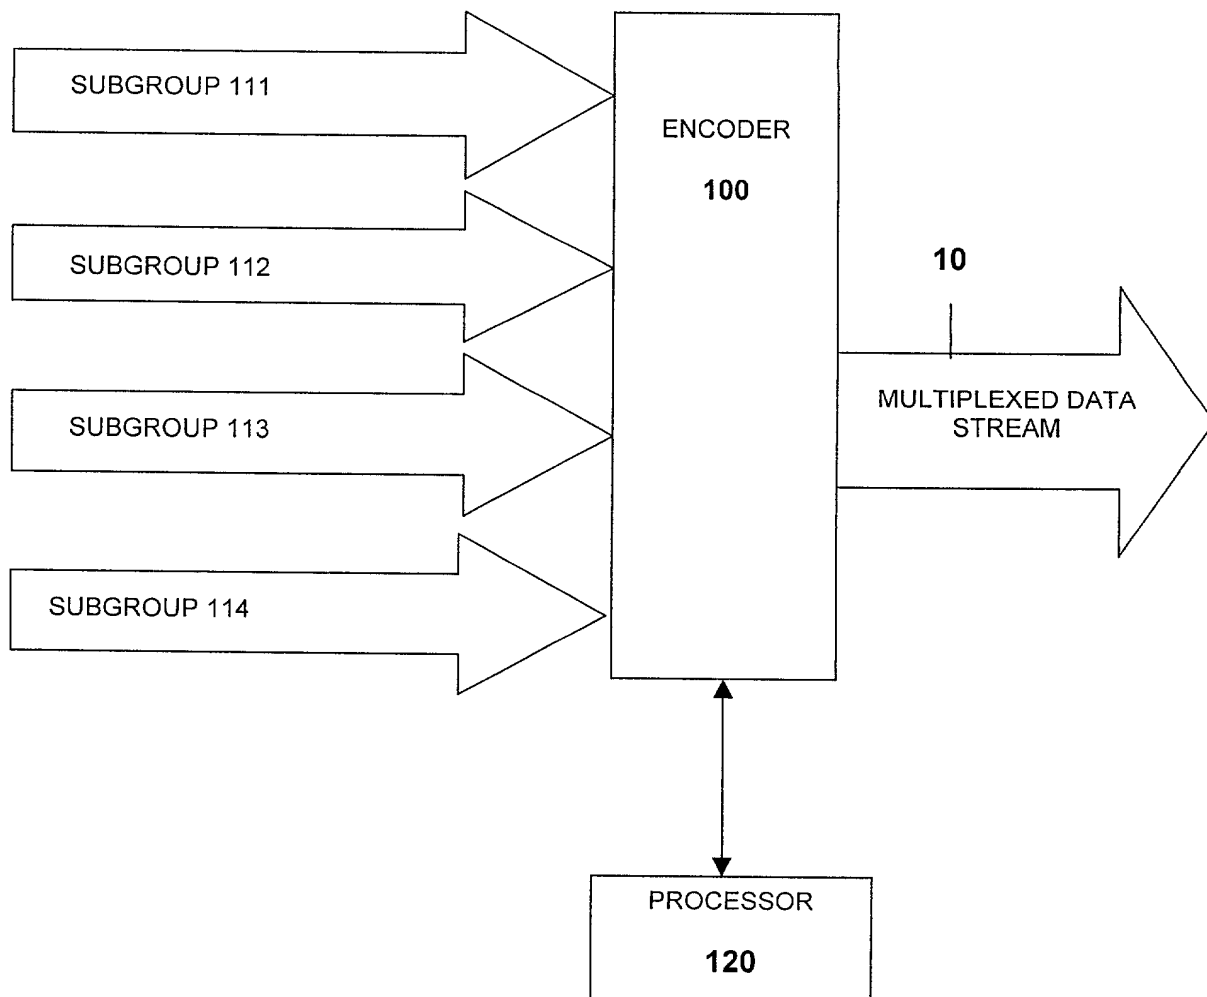 SUBGROUP 111
ENCODER
100
SUBGROUP 112
10
SUBGROUP 113
MULTIPLEXED DATA
STREAM
SUBGROUP 114
PROCESSOR
120